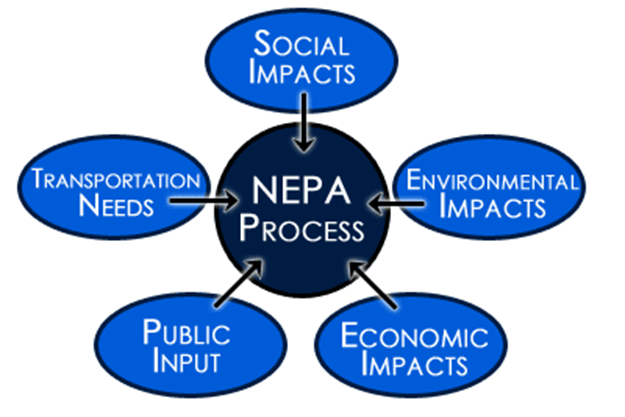 SOCIAL
IMPACTS
TRANSPORTATION
NEEDS
NEPA
PROCESS
ENVIRONMENTAL
IMPACTS
PUBLIC
INPUT
ECONOMIC
IMPACTS